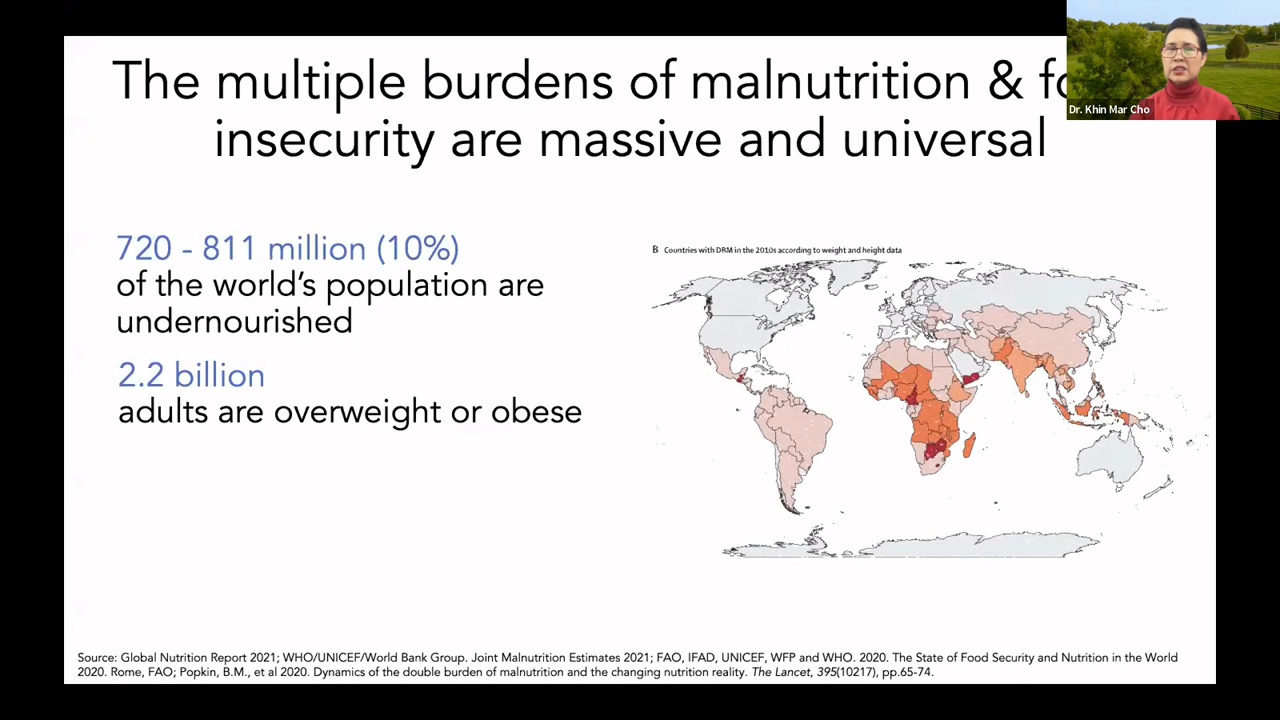 The multiple burdens of malnutrition &
insecurity are massive and universal
Dr. Khin Mar Cho
720 - 811 million (10%)
of the world's population are
undernourished
2.2 billion
adults are overweight or obese
B Countries with DBM in the 2010s according to weight and height data
Source: Global Nutrition Report 2021; WHO/UNICEF/World Bank Group. Joint Malnutrition Estimates 2021; FAO, IFAD, UNICEF, WFP and WHO. 2020. The State of Food Security and Nutrition in the World
2020. Rome, FAO; Popkin, B.M., et al 2020. Dynamics of the double burden of malnutrition and the changing nutrition reality. The Lancet, 395(10217), pp.65-74.